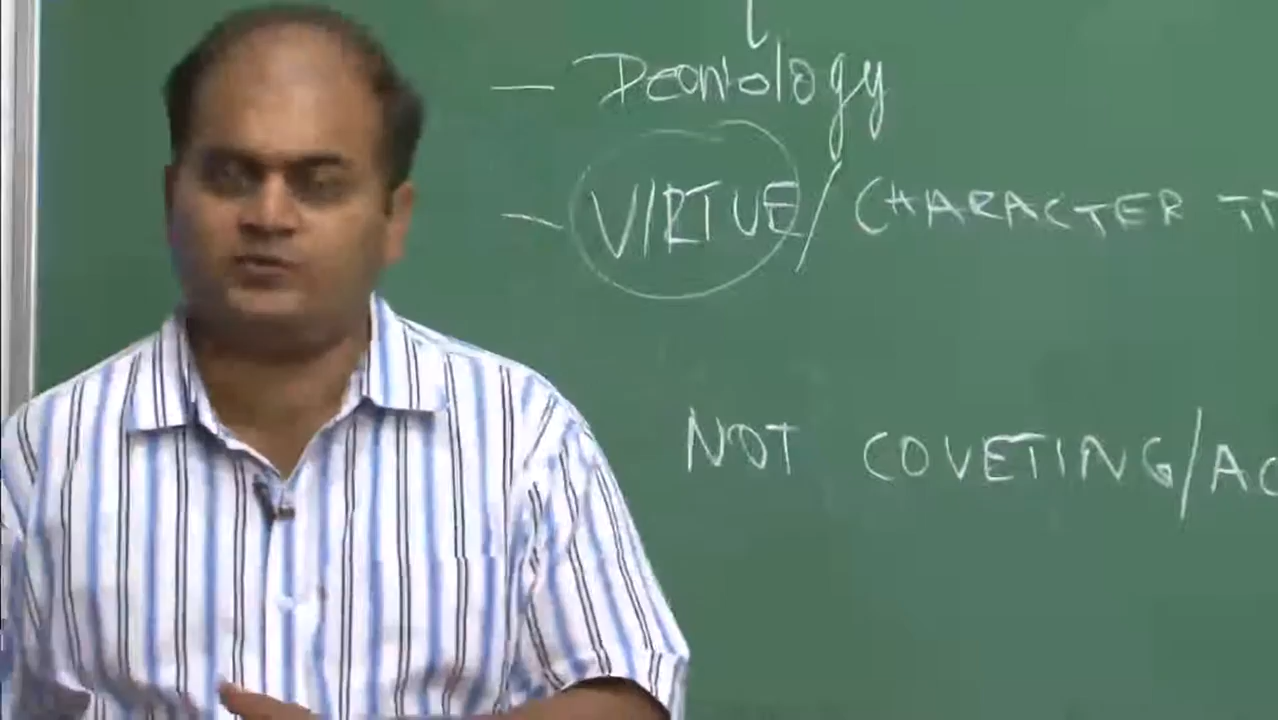 — Deontology
— VIRTUE / CHARACTER
NOT COVETING/